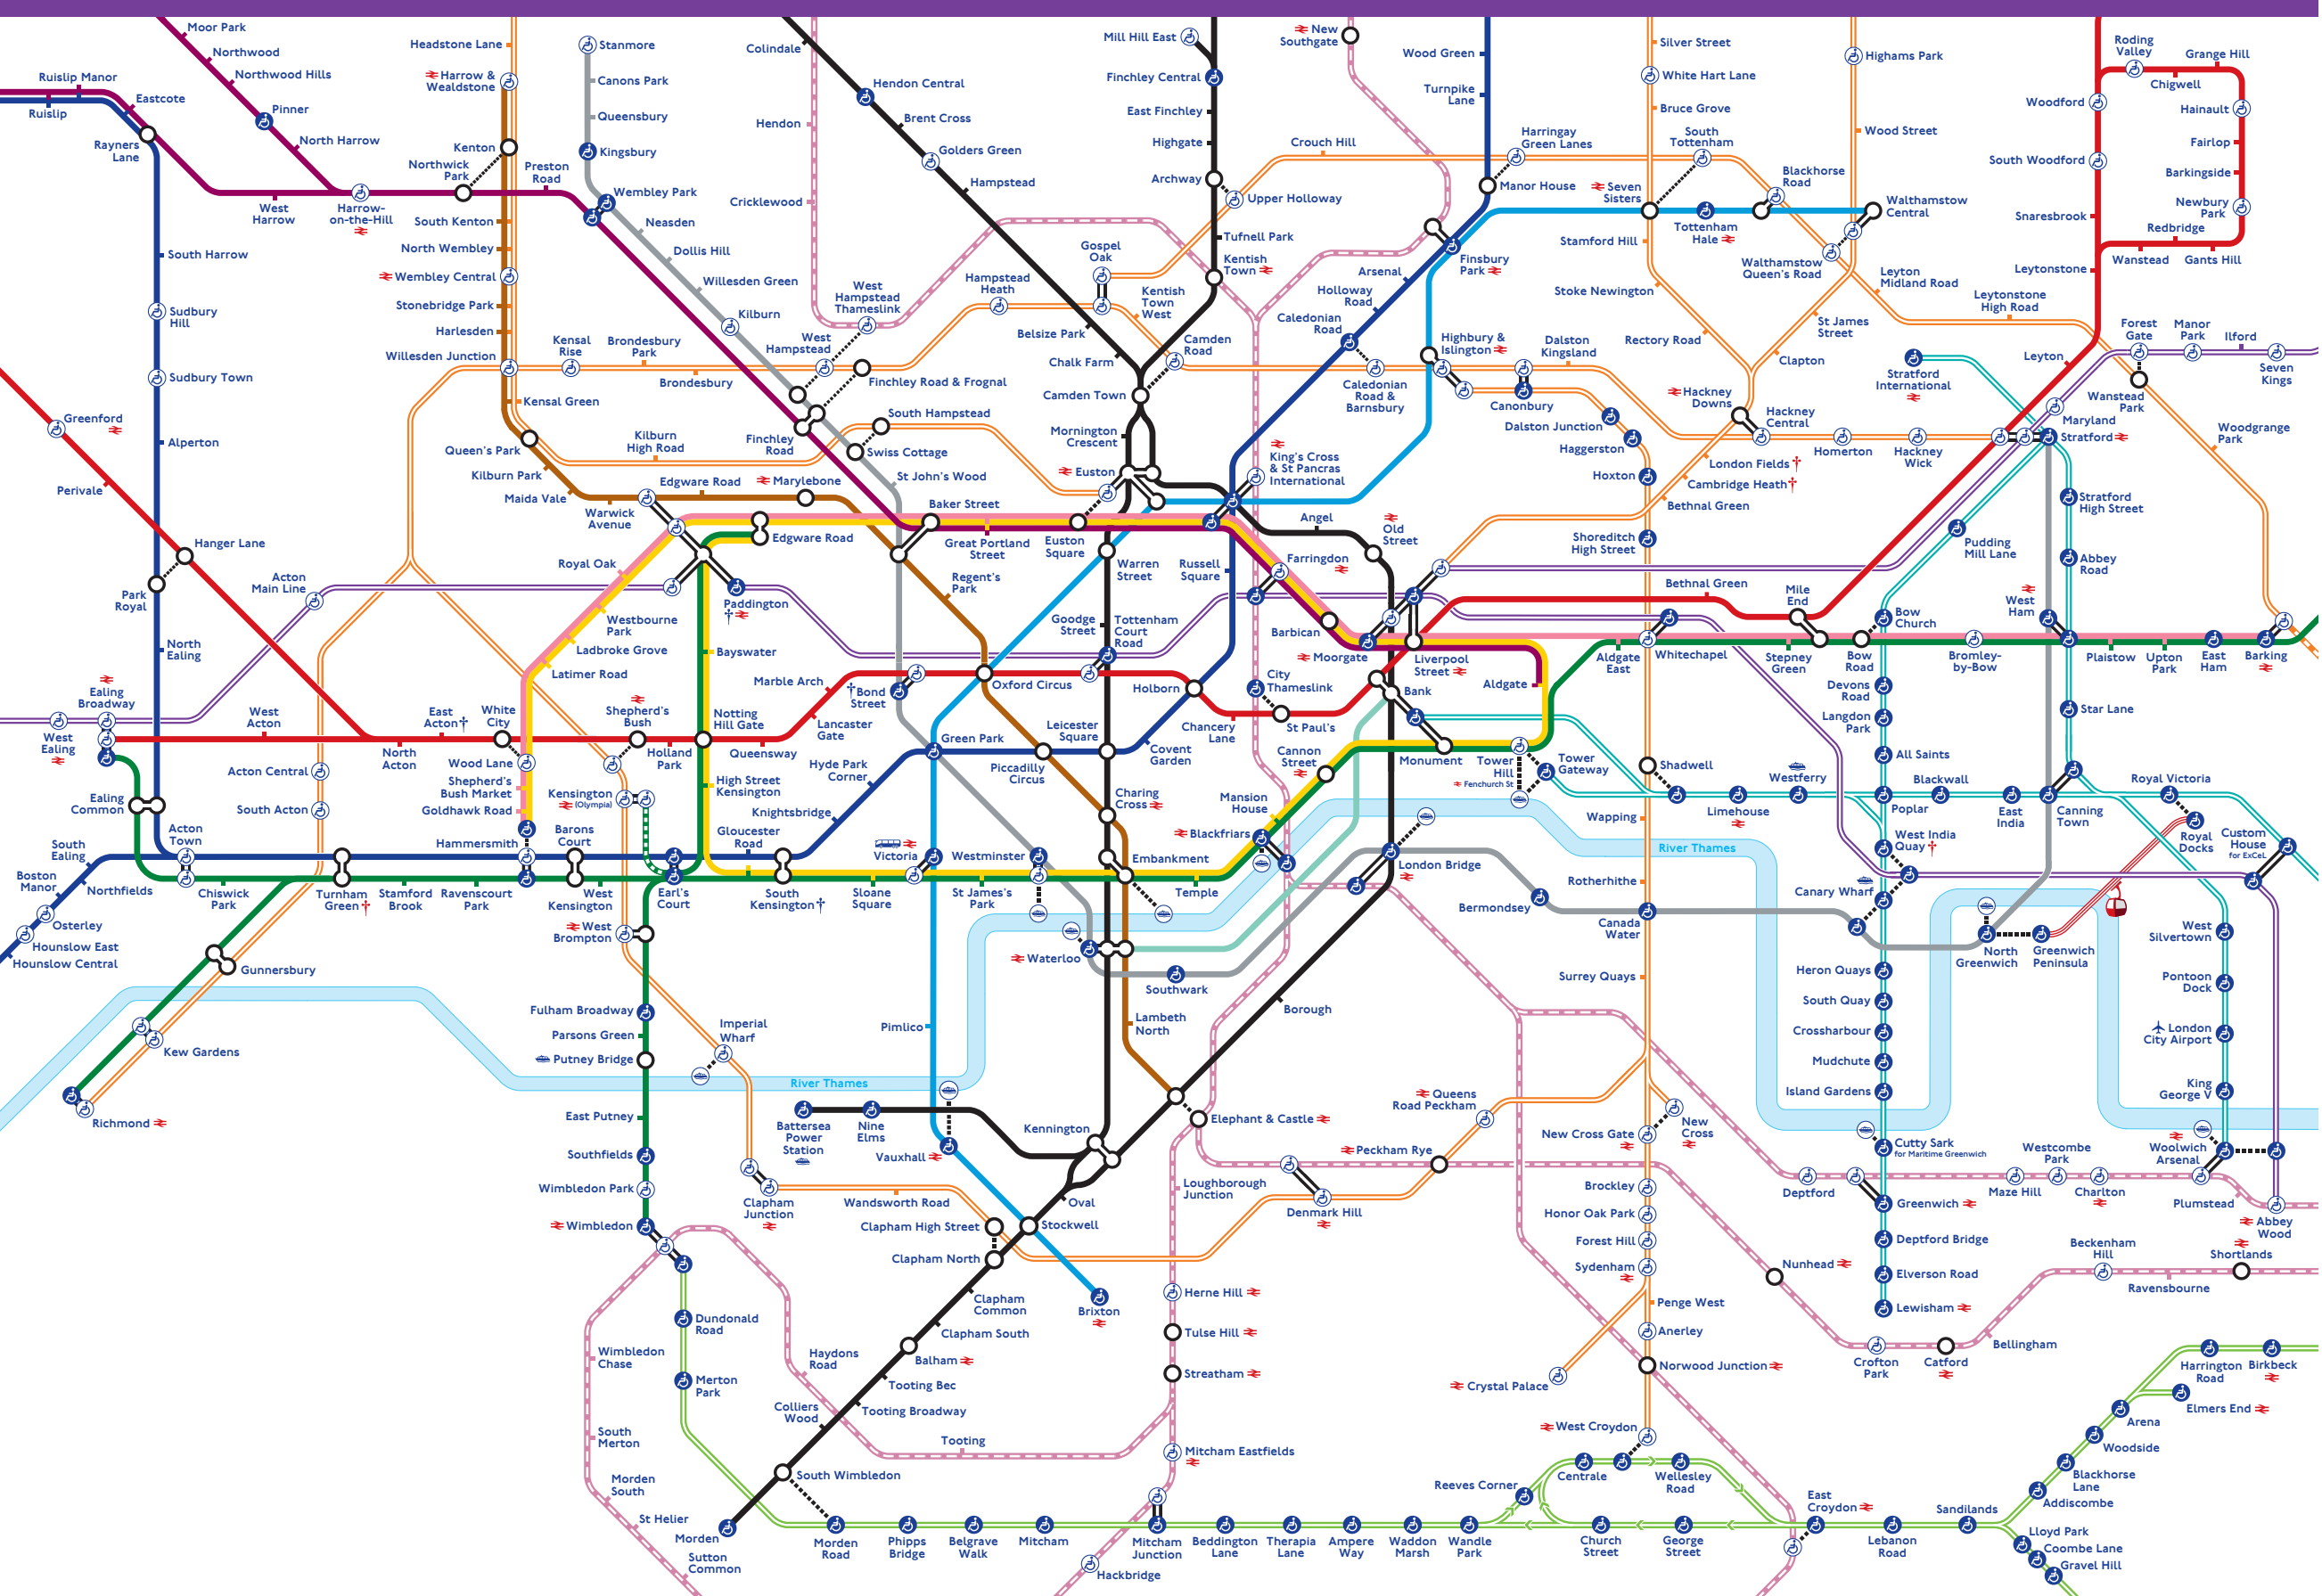 Moor Park
Northwood
Northwood Hills
Pinner
North Harrow
Ruislip Manor
Ruislip
Eastcote
Rayners
Lane
West
Harrow
Harrow-
on-the-Hill
Northwick
Park
Kenton
Preston
Road
Headstone Lane
Harrow &
Wealdstone
South Kenton
North Wembley
Wembley Central
Stonebridge Park
Harlesden
Willesden Junction
Kensal Green
Queen's Park
Kilburn Park
Maida Vale
Warwick
Avenue
Edgware Road
Marylebone
Stanmore
Canons Park
Queensbury
Kingsbury
Wembley Park
Neasden
Dollis Hill
Willesden Green
Kilburn
West
Hampstead
West
Hampstead
Thameslink
Finchley Road & Frognal
Finchley
Road
South Hampstead
Swiss Cottage
St John's Wood
Kensal
Rise
Brondesbury
Park
Brondesbury
Kilburn
High Road
Colindale
Hendon
Cricklewood
Hendon Central
Brent Cross
Golders Green
Hampstead
Belsize Park
Chalk Farm
Camden Town
Mornington
Crescent
Euston
Mill Hill East
Finchley Central
East Finchley
Highgate
Archway
Upper Holloway
Tufnell Park
Kentish
Town
Gospel
Oak
Hampstead
Heath
Kentish
Town
West
Camden
Road
Crouch Hill
New
Southgate
Wood Green
Turnpike
Lane
Harringay
Green Lanes
Manor House
Finsbury
Park
Arsenal
Holloway
Road
Caledonian
Road
Caledonian
Road &
Barnsbury
Highbury &
Islington
Canonbury
Dalston
Kingsland
Dalston Junction
Haggerston
Hoxton
Shoreditch
High Street
Silver Street
White Hart Lane
Bruce Grove
South
Tottenham
Seven
Sisters
Tottenham
Hale
Blackhorse
Road
Stamford Hill
Stoke Newington
Rectory Road
Hackney
Downs
Hackney
Central
London Fields†
Cambridge Heath†
Bethnal Green
Highams Park
Wood Street
Walthamstow
Central
Walthamstow
Queen's Road
Leyton
Midland Road
St James
Street
Clapton
Leytonstone
High Road
Homerton
Hackney
Wick
Stratford
International
Stratford
Maryland
Forest
Gate
Manor
Park
Ilford
Seven
Kings
Wanstead
Park
Woodgrange
Park
Roding
Valley
Grange Hill
Chigwell
Woodford
Hainault
Fairlop
South Woodford
Barkingside
Newbury
Park
Snaresbrook
Redbridge
Wanstead
Gants Hill
Leytonstone
Leyton
Greenford
Perivale
Hanger Lane
Park
Royal
South Harrow
Sudbury
Hill
Sudbury Town
Alperton
North
Ealing
Acton
Main Line
Ealing
Broadway
West
Ealing
West
Acton
North
Acton
East
Acton†
White
City
Wood Lane
Shepherd's
Bush Market
Goldhawk Road
Hammersmith
Shepherd's
Bush
Holland
Park
Notting
Hill Gate
Queensway
Lancaster
Gate
Marble Arch
†Bond
Street
Oxford Circus
Royal Oak
Westbourne
Park
Ladbroke Grove
Latimer Road
Paddington
†
Bayswater
Edgware Road
Baker Street
Great Portland
Street
Euston
Square
Regent's
Park
Warren
Street
Goodge
Street
Tottenham
Court
Road
King's Cross
& St Pancras
International
Russell
Square
Farringdon
Barbican
Moorgate
Angel
Old
Street
Liverpool
Street
Holborn
Chancery
Lane
City
Thameslink
St Paul's
Bank
Aldgate
Aldgate
East
Whitechapel
Bethnal Green
Mile
End
Stepney
Green
Bow
Road
Bow
Church
Bromley-
by-Bow
Pudding
Mill Lane
Stratford
High Street
Abbey
Road
West
Ham
Plaistow
Upton
Park
East
Ham
Barking
Devons
Road
Langdon
Park
All Saints
Star Lane
Leicester
Square
Covent
Garden
Piccadilly
Circus
Green Park
Hyde Park
Corner
Knightsbridge
High Street
Kensington
Kensington
(Olympia)
Barons
Court
Gloucester
Road
South
Kensington†
Earl's
Court
West
Kensington
Ealing
Common
Acton
Town
Acton Central
South Acton
South
Ealing
Boston
Manor
Northfields
Osterley
Hounslow East
Hounslow Central
Chiswick
Park
Turnham
Green†
Stamford
Brook
Ravenscourt
Park
Gunnersbury
Kew Gardens
Richmond
Victoria
Sloane
Square
St James's
Park
Westminster
Charing
Cross
Embankment
Temple
Blackfriars
Mansion
House
Cannon
Street
Monument
Tower
Hill
Fenchurch St
Tower
Gateway
Shadwell
Limehouse
Westferry
Poplar
Blackwall
East
India
Canning
Town
Royal Victoria
Royal
Docks
Custom
House
for ExCeL
Wapping
Rotherhithe
Canada
Water
Surrey Quays
River Thames
London Bridge
Bermondsey
Waterloo
Southwark
Borough
Lambeth
North
Elephant & Castle
Pimlico
Vauxhall
West India
Quay†
Canary Wharf
Heron Quays
South Quay
Crossharbour
Mudchute
Island Gardens
North
Greenwich
Greenwich
Peninsula
West
Silvertown
Pontoon
Dock
London
City Airport
King
George V
Woolwich
Arsenal
West
Brompton
Fulham Broadway
Parsons Green
Putney Bridge
East Putney
Southfields
Wimbledon Park
Wimbledon
Imperial
Wharf
River Thames
Battersea
Power
Station
Nine
Elms
Kennington
Oval
Stockwell
Clapham
Junction
Wandsworth Road
Clapham High Street
Clapham North
Clapham
Common
Clapham South
Balham
Tooting Bec
Tooting Broadway
Colliers
Wood
South Wimbledon
Morden
Brixton
Loughborough
Junction
Denmark Hill
Peckham Rye
Queens
Road Peckham
New Cross Gate
New
Cross
Brockley
Honor Oak Park
Forest Hill
Sydenham
Penge West
Anerley
Norwood Junction
Crystal Palace
West Croydon
Nunhead
Crofton
Park
Catford
Bellingham
Beckenham
Hill
Ravensbourne
Shortlands
Cutty Sark
for Maritime Greenwich
Deptford
Greenwich
Deptford Bridge
Elverson Road
Lewisham
Maze Hill
Westcombe
Park
Charlton
Plumstead
Abbey
Wood
Herne Hill
Tulse Hill
Streatham
Mitcham Eastfields
Tooting
Haydons
Road
Dundonald
Road
Merton
Park
Wimbledon
Chase
South
Merton
Morden
South
St Helier
Sutton
Common
Morden
Road
Phipps
Bridge
Belgrave
Walk
Mitcham
Mitcham
Junction
Hackbridge
Beddington
Lane
Therapia
Lane
Ampere
Way
Waddon
Marsh
Wandle
Park
Reeves Corner
Centrale
Wellesley
Road
Church
Street
George
Street
East
Croydon
Lebanon
Road
Sandilands
Lloyd Park
Coombe Lane
Gravel Hill
Addiscombe
Blackhorse
Lane
Woodside
Arena
Elmers End
Harrington
Road
Birkbeck